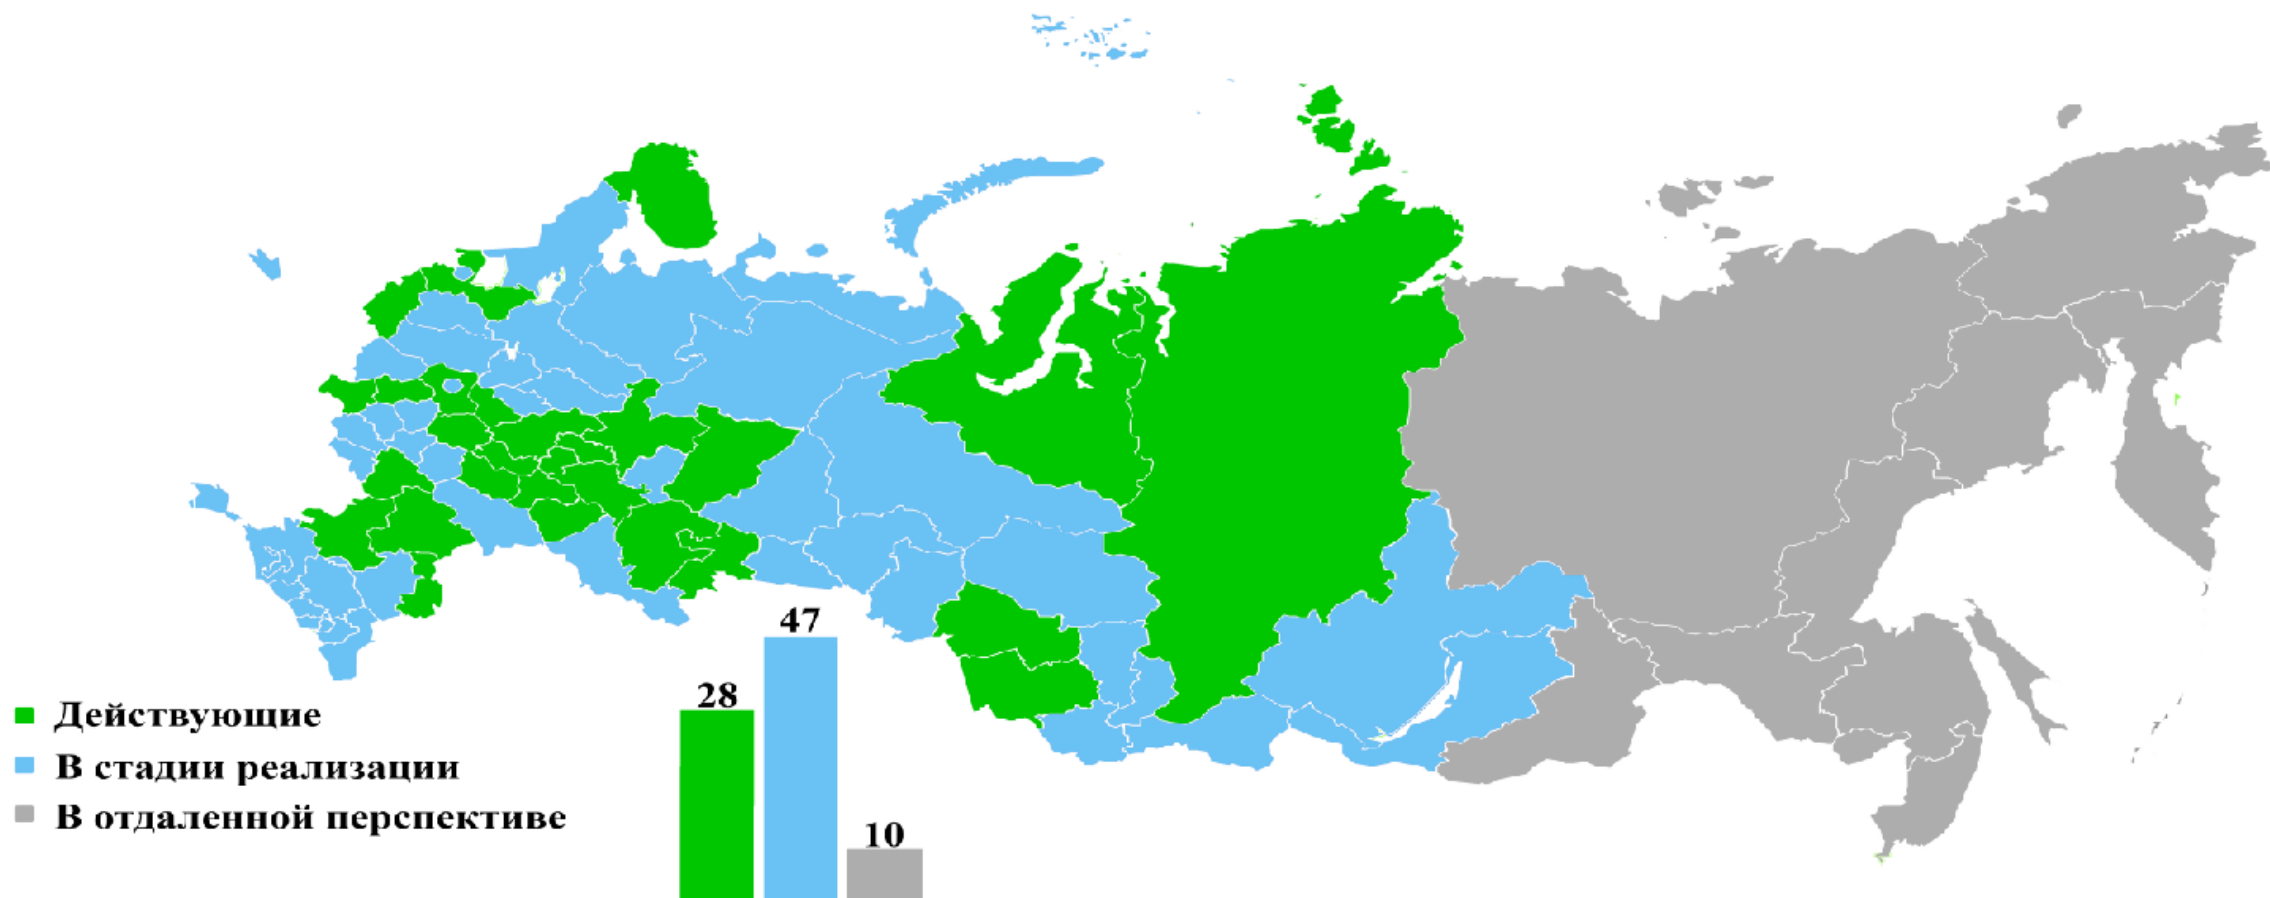 47
28
10
Действующие
В стадии реализации
В отдаленной перспективе